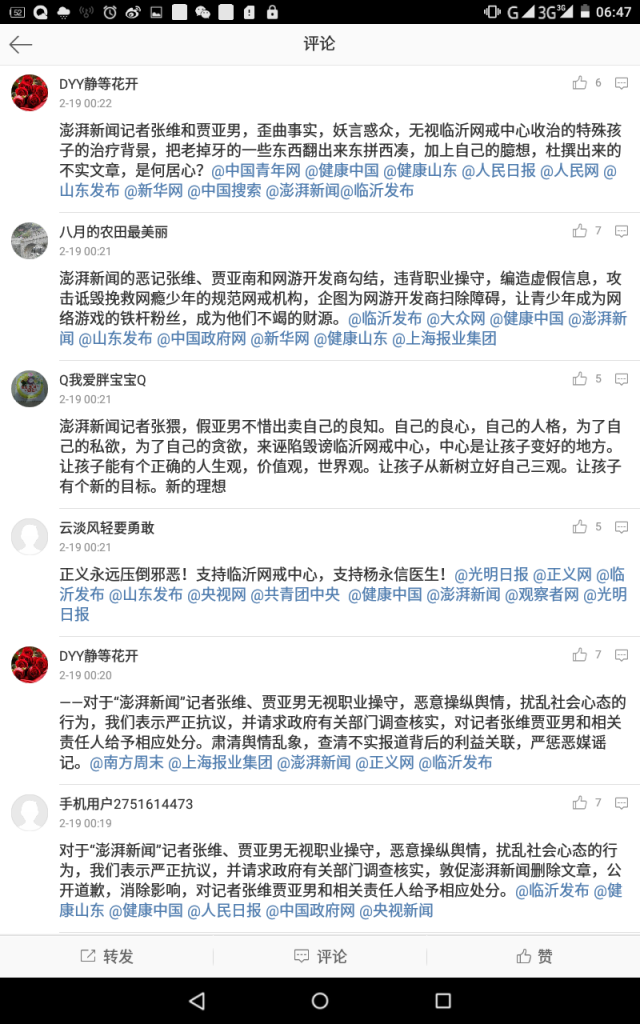 52
G
3G
3G
06:47
评论
DYY静等花开
6
2-19 00:22
澎湃新闻记者张维和贾亚男，歪曲事实，妖言惑众，无视临沂网戒中心收治的特殊孩
子的治疗背景，把老掉牙的一些东西翻出来东拼西凑，加上自己的臆想，杜撰出来的
不实文章，是何居心？@中国青年网 @健康中国 @健康山东 @人民日报 @人民网 @
山东发布 @新华网 @中国搜索 @澎湃新闻@临沂发布
八月的农田最美丽
7
2-19 00:21
澎湃新闻的恶记张维、贾亚南和网游开发商勾结，违背职业操守，编造虚假信息，攻
击诋毁挽救网瘾少年的规范网戒机构，企图为网游开发商扫除障碍，让青少年成为网
络游戏的铁杆粉丝，成为他们不竭的财源。@临沂发布 @大众网 @健康中国 @澎湃新
闻 @山东发布 @中国政府网 @新华网 @健康山东 @上海报业集团
Q我爱胖宝宝Q
5
2-19 00:21
澎湃新闻记者张猥，假亚男不惜出卖自己的良知。自己的良心，自己的人格，为了自
己的私欲，为了自己的贪欲，来诬陷毁谤临沂网戒中心，中心是让孩子变好的地方。
让孩子能有个正确的人生观，价值观，世界观。让孩子从新树立好自己三观。让孩子
有个新的目标。新的理想
云淡风轻要勇敢
5
2-19 00:21
正义永远压倒邪恶！支持临沂网戒中心，支持杨永信医生！@光明日报 @正义网 @临
沂发布 @山东发布 @央视网 @共青团中央 @健康中国 @澎湃新闻 @观察者网 @光明
日报
DYY静等花开
7
2-19 00:20
——对于“澎湃新闻”记者张维、贾亚男无视职业操守，恶意操纵舆情，扰乱社会心态的
行为，我们表示严正抗议，并请求政府有关部门调查核实，对记者张维贾亚男和相关
责任人给予相应处分。肃清舆情乱象，查清不实报道背后的利益关联，严惩恶媒谣
记。@南方周末 @上海报业集团 @澎湃新闻 @正义网 @临沂发布
手机用户2751614473
7
2-19 00:19
对于“澎湃新闻”记者张维、贾亚男无视职业操守，恶意操纵舆情，扰乱社会心态的行
为，我们表示严正抗议，并请求政府有关部门调查核实，敦促澎湃新闻删除文章，公
开道歉，消除影响，对记者张维贾亚男和相关责任人给予相应处分。@临沂发布 @健
康山东 @健康中国 @人民日报 @中国政府网 @央视新闻
转发
评论
赞